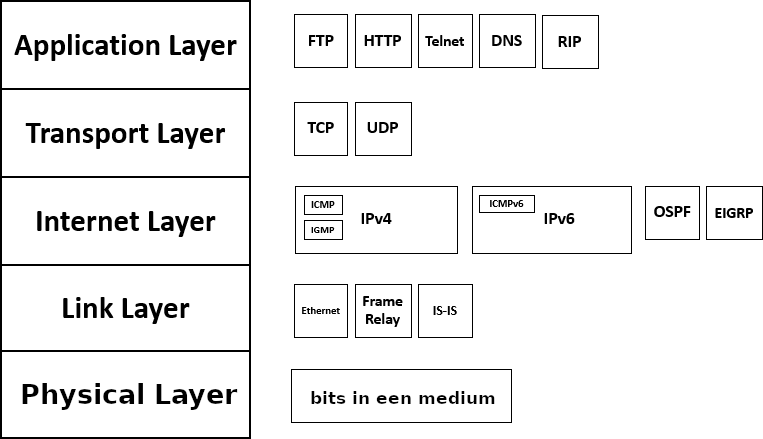 Application Layer
FTP
HTTP
Telnet
DNS
RIP
Transport Layer
TCP
UDP
Internet Layer
ICMP
IGMP
IPv4
ICMPv6
IPv6
OSPF
EIGRP
Link Layer
Ethernet
Frame
Relay
IS-IS
Physical Layer
bits in een medium